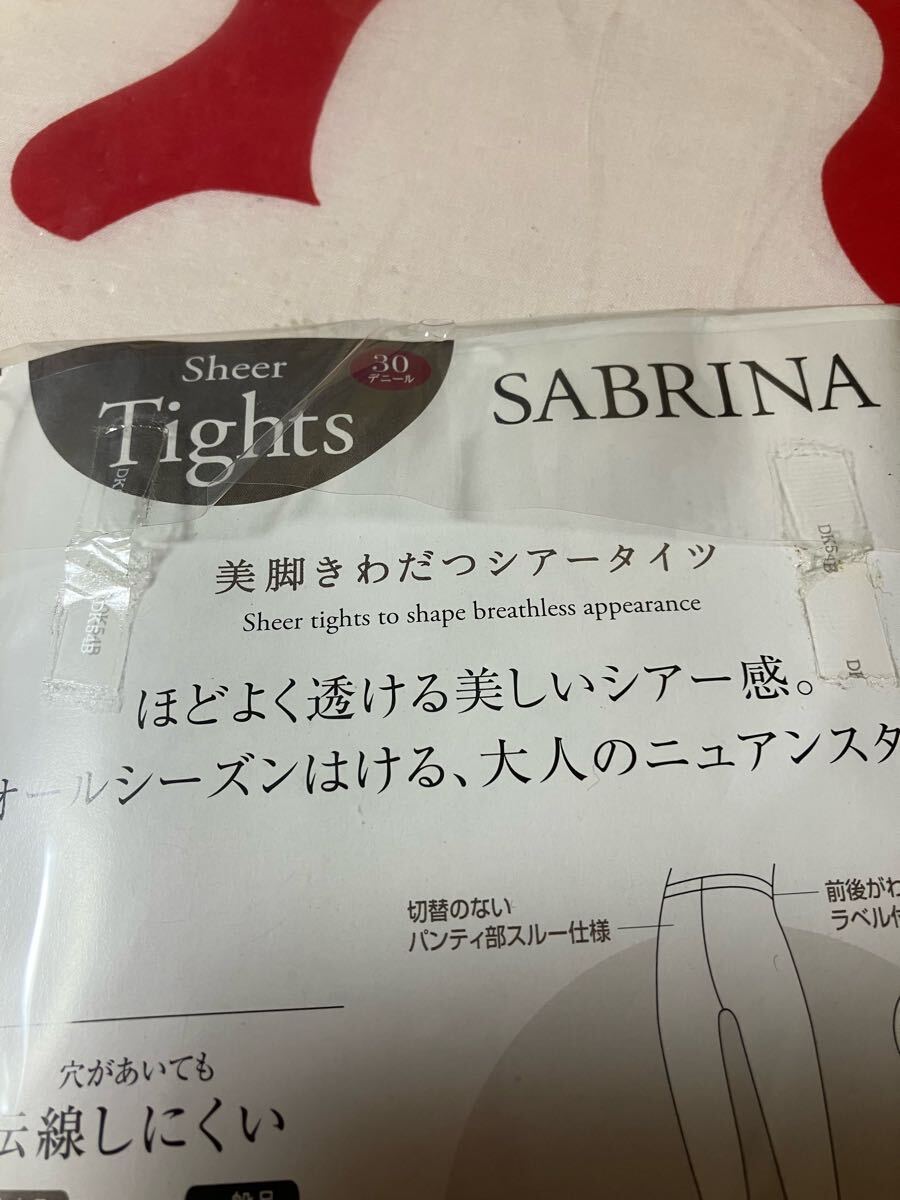 Sheer
Tights
30
デニール
SABRINA
DK
DK54B
DK54B
美脚きわだつシアータイツ
Sheer tights to shape breathless appearance
ほどよく透ける美しいシアー感。
オールシーズンはける、大人のニュアンスタ
切替のない
パンティ部スルー仕様
前後がわ
ラベル付
穴があいても
伝線しにくい